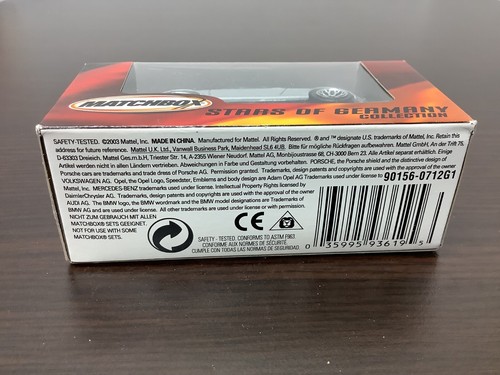 MATCHBOX
STARS OF GERMANY
COLLECTION
SAFETY-TESTED. ©2003 Mattel, Inc. MADE IN CHINA. Manufactured for Mattel. All Rights Reserved. ® and ™ designate U.S. trademarks of Mattel, Inc. Retain this
address for future reference. Mattel U.K. Ltd., Vanwall Business Park, Maidenhead SL6 4UB. Bitte für mögliche Rückfragen aufbewahren. Mattel GmbH, An der Trift 75,
D-63303 Dreieich. Mattel Ges.m.b.H., Triester Str. 14, A-2355 Wiener Neudorf. Mattel AG, Monbijoustrasse 68, CH-3000 Bern 23. Alle Artikel separat erhältlich. Einige
Artikel werden nicht in allen Ländern vertrieben. Abweichungen in Farbe und Gestaltung vorbehalten. PORSCHE, the Porsche shield and the distinctive design of
Porsche cars are trademarks and trade dress of Porsche AG. Permission granted. Trademarks, design patents and copyrights are used with the approval of the owner
VOLKSWAGEN AG. Opel, the Opel Logo, Speedster, Emblems and body design are Adam Opel AG Trademarks used under license to
Mattel, Inc. MERCEDES-BENZ trademarks used under license. Intellectual Property Rights licensed by
DaimlerChrysler AG. Trademarks, design patents and copyrights are used with the approval of the owner
AUDI AG. The BMW logo, the BMW wordmark and the BMW model designations are Trademarks of
BMW AG and are used under license. All other trademarks are used under license or with permission.
NICHT ZUM GEBRAUCH MIT ALLEN
MATCHBOX® SETS GEEIGNET.
NOT FOR USE WITH SOME
MATCHBOX® SETS.
CE
SAFETY - TESTED. CONFORMS TO ASTM F963.
CONFORME AUX NORMES DE SÉCURITÉ.
CUMPLE CON TODAS LAS NORMAS DE SEGURIDAD.
90156-0712G1
0 35995 93619 5